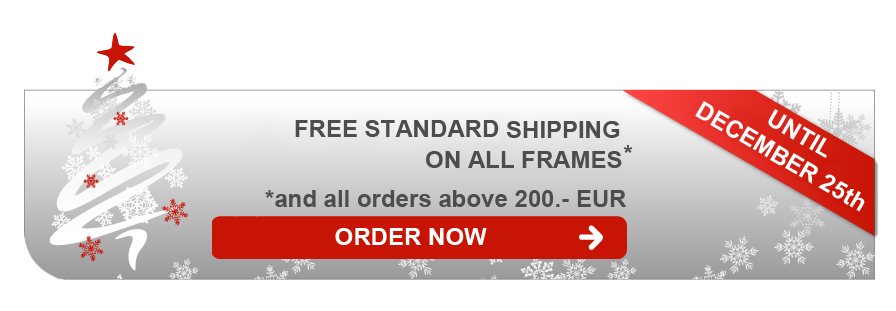 FREE STANDARD SHIPPING
ON ALL FRAMES*
*and all orders above 200.- EUR
ORDER NOW
UNTIL
DECEMBER 25th